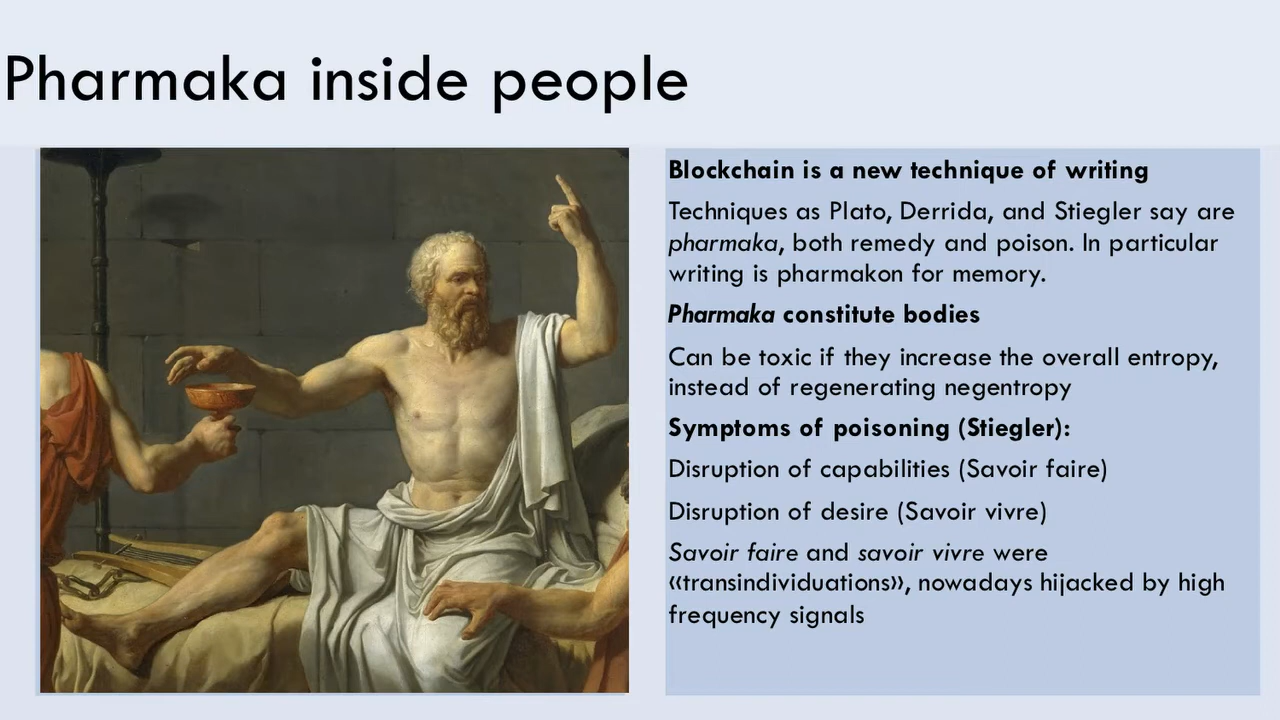 Pharmaka inside people
Blockchain is a new technique of writing
Techniques as Plato, Derrida, and Stiegler say are
pharmaka, both remedy and poison. In particular
writing is pharmakon for memory.
Pharmaka constitute bodies
Can be toxic if they increase the overall entropy,
instead of regenerating negentropy
Symptoms of poisoning (Stiegler):
Disruption of capabilities (Savoir faire)
Disruption of desire (Savoir vivre)
Savoir faire and savoir vivre were
«transindividuations», nowadays hijacked by high
frequency signals